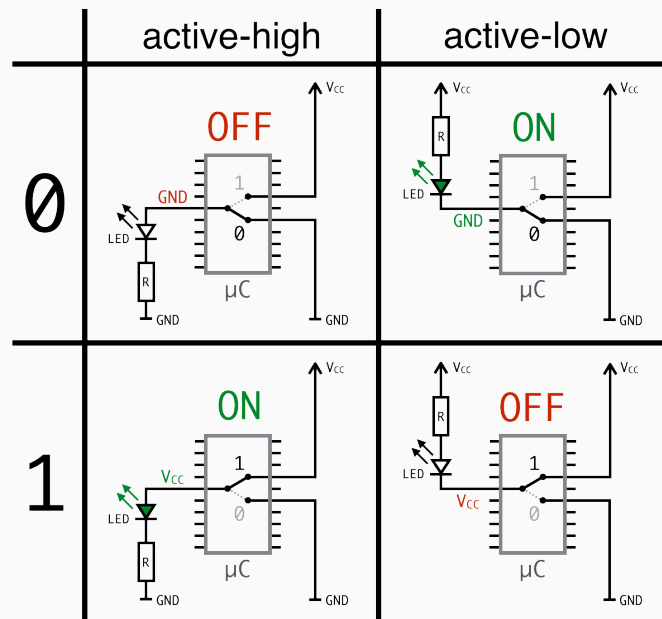 active-high
active-low
0
OFF
Vcc
GND
1
0
LED
R
GND
µC
GND
ON
Vcc
Vcc
R
LED
GND
1
0
µC
GND
1
ON
Vcc
Vcc
1
0
LED
R
GND
µC
GND
OFF
Vcc
Vcc
R
LED
Vcc
1
0
µC
GND